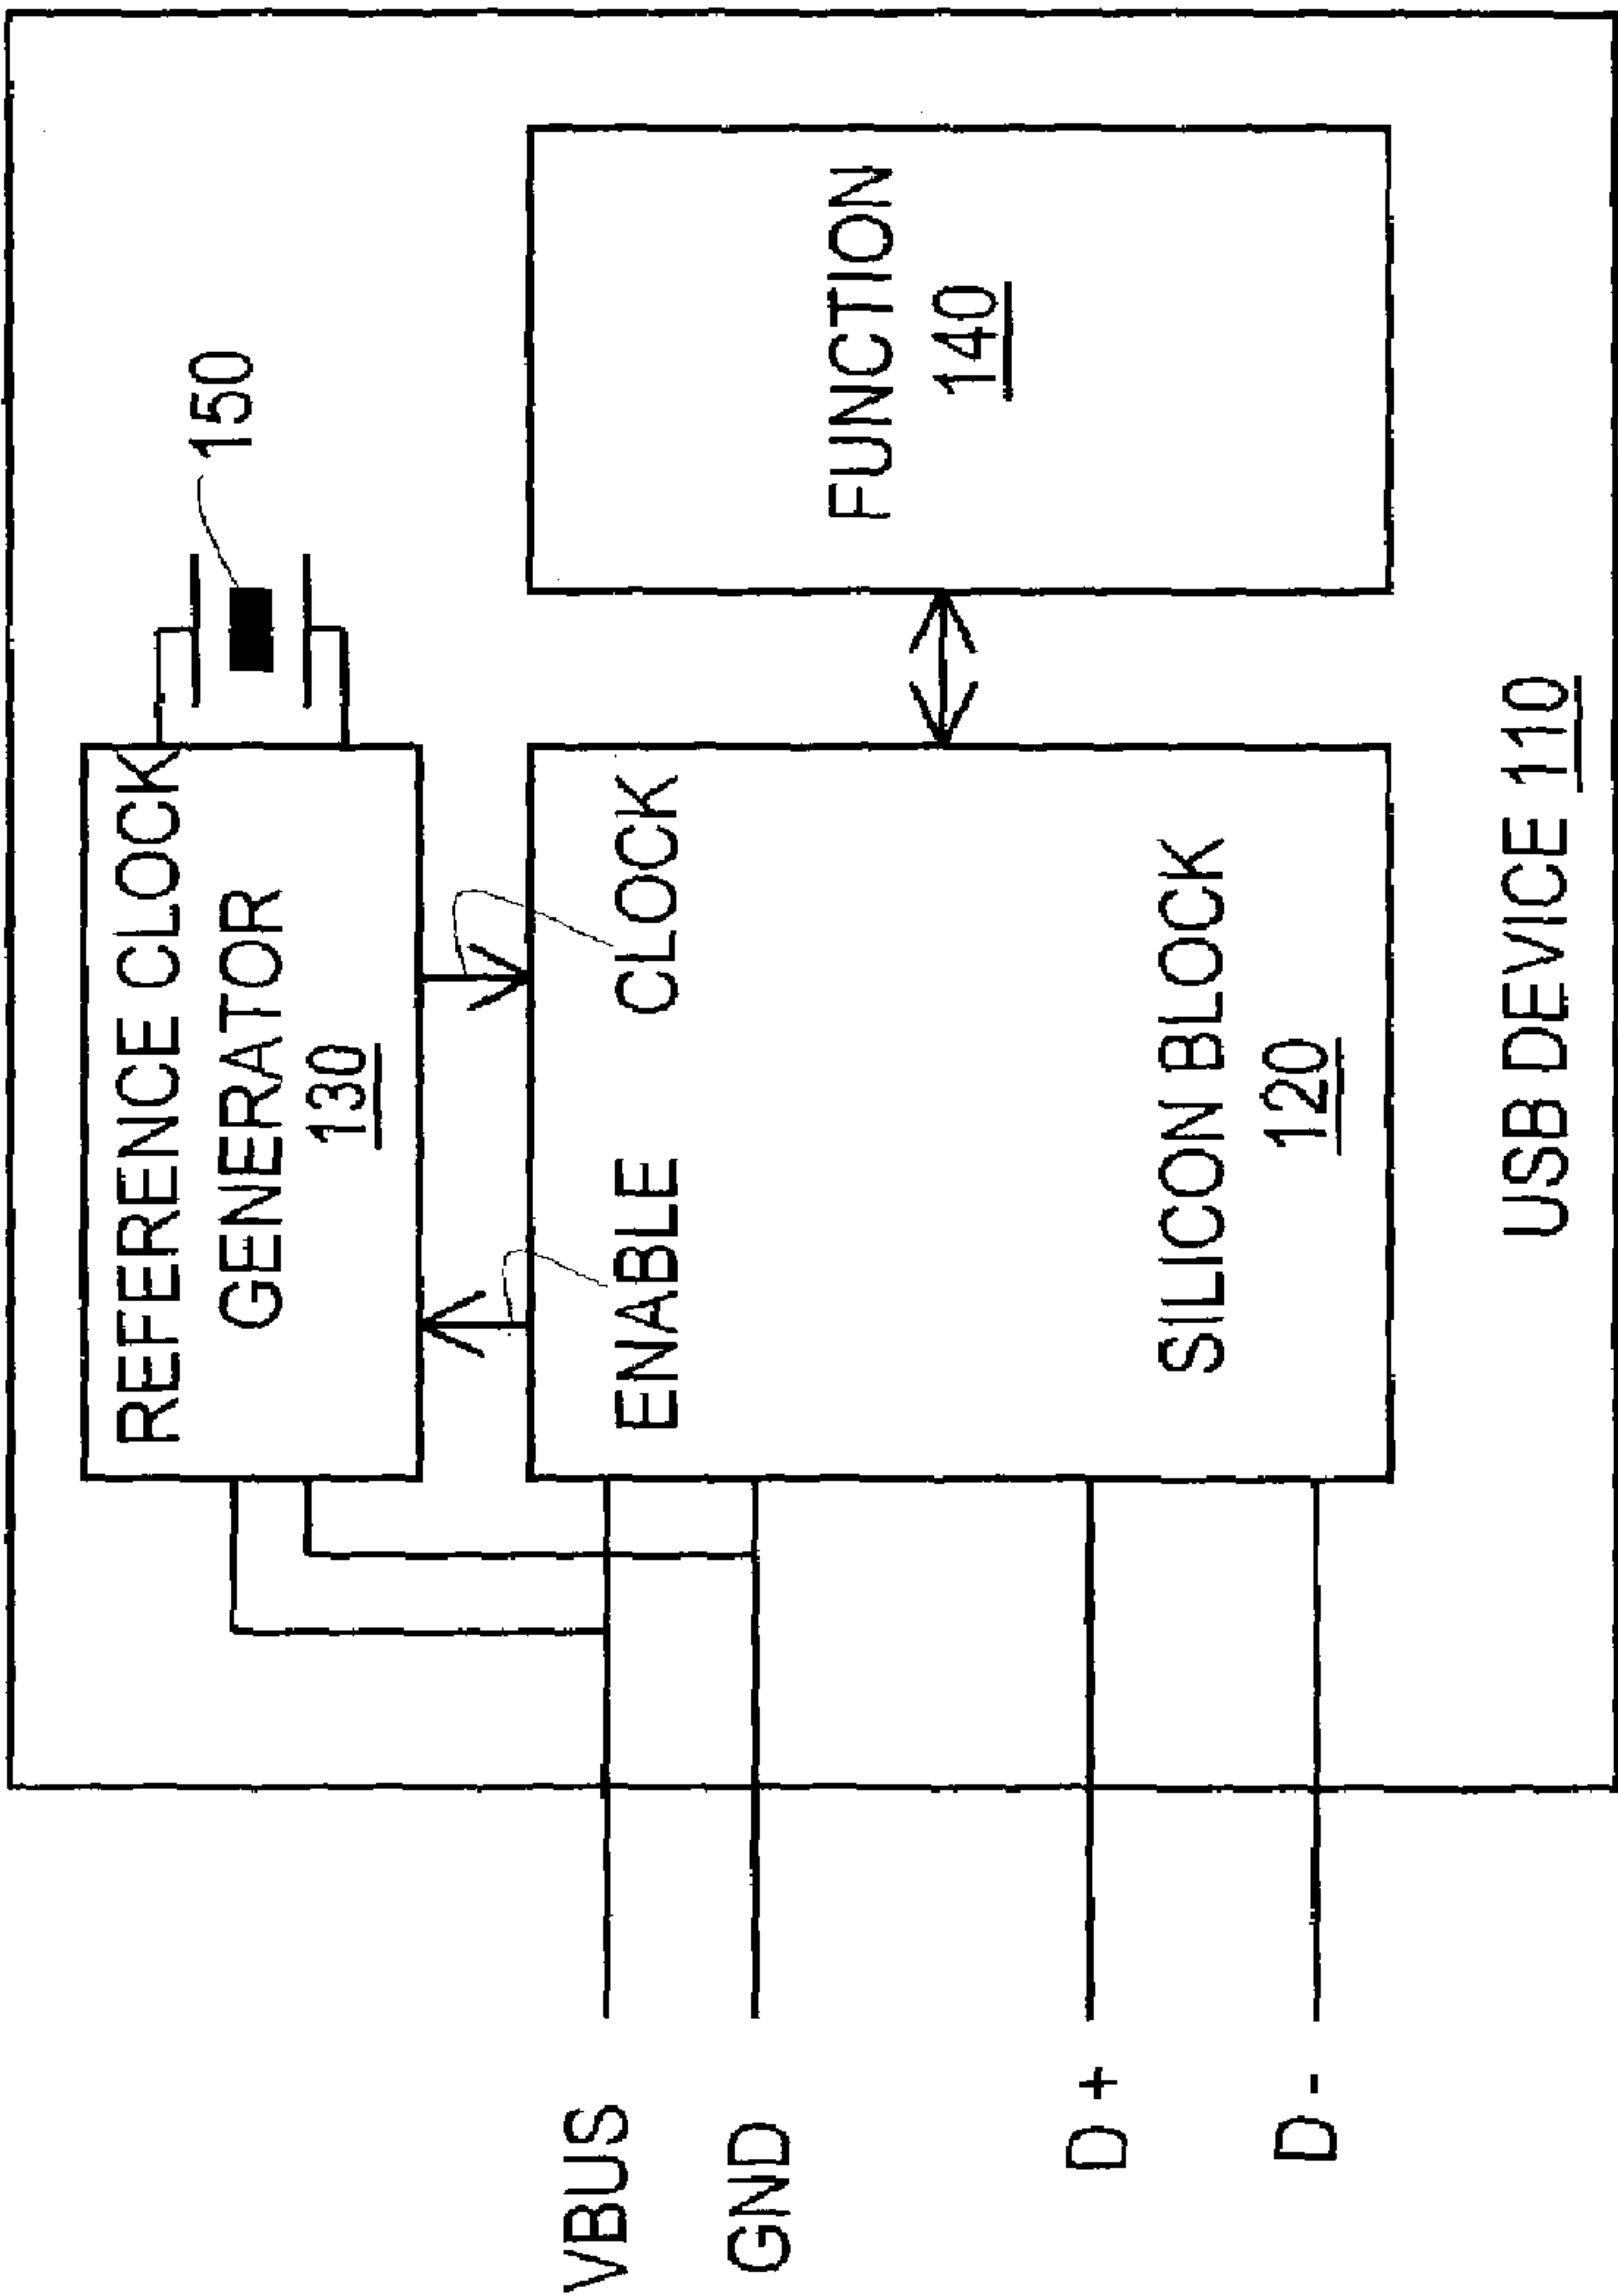 REFERENCE CLOCK
GENERATOR
130
150
VBUS
GND
D +
D -
ENABLE
CLOCK
SILICON BLOCK
120
FUNCTION
140
USB DEVICE 110